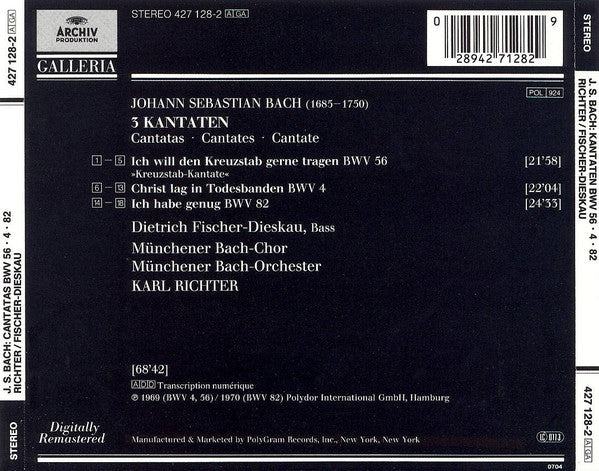 ARCHIV
PRODUKTION
GALLERIA
STEREO 427 128-2 A|GA
0 28942 71282 9
POL 924
JOHANN SEBASTIAN BACH (1685–1750)
3 KANTATEN
Cantatas · Cantates · Cantate
1 – 5 Ich will den Kreuzstab gerne tragen BWV 56 [21'58]
»Kreuzstab-Kantate«
6 – 13 Christ lag in Todesbanden BWV 4 [22'04]
14 – 18 Ich habe genug BWV 82 [24'33]
Dietrich Fischer-Dieskau, Bass
Münchener Bach-Chor
Münchener Bach-Orchester
KARL RICHTER
[68'42]
ADD Transcription numérique
℗ 1969 (BWV 4, 56) / 1970 (BWV 82) Polydor International GmbH, Hamburg
Digitally
Remastered
Manufactured & Marketed by PolyGram Records, Inc., New York, New York
LC 0113
0704
STEREO
J. S. BACH: CANTATAS BWV 56 · 4 · 82
RICHTER / FISCHER-DIESKAU
427 128-2 A|GA
STEREO
J. S. BACH: KANTATEN BWV 56 · 4 · 82
RICHTER / FISCHER-DIESKAU
427 128-2 A|GA